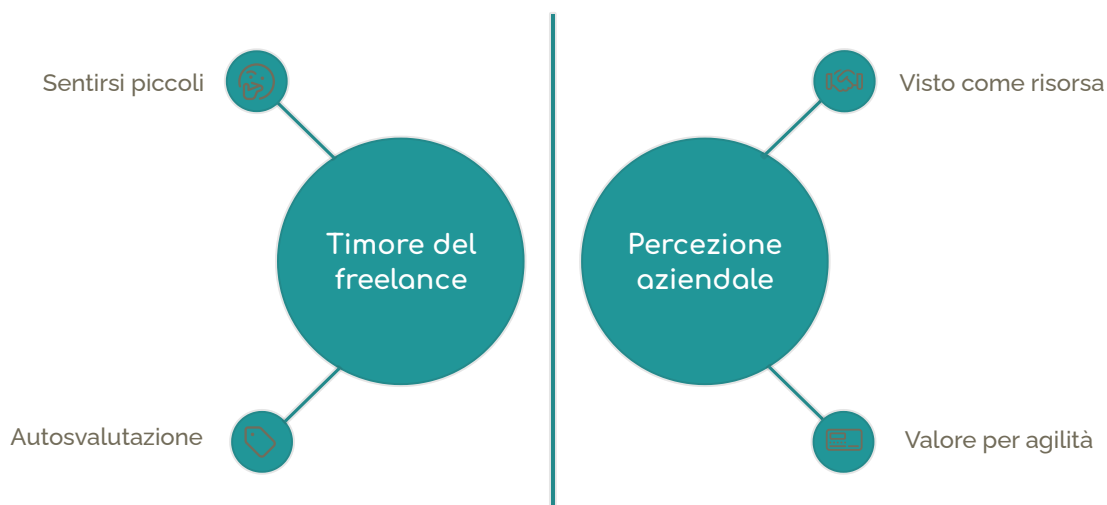 Sentirsi piccoli
Timore del
freelance
Autosvalutazione
Visto come risorsa
Percezione
aziendale
Valore per agilità